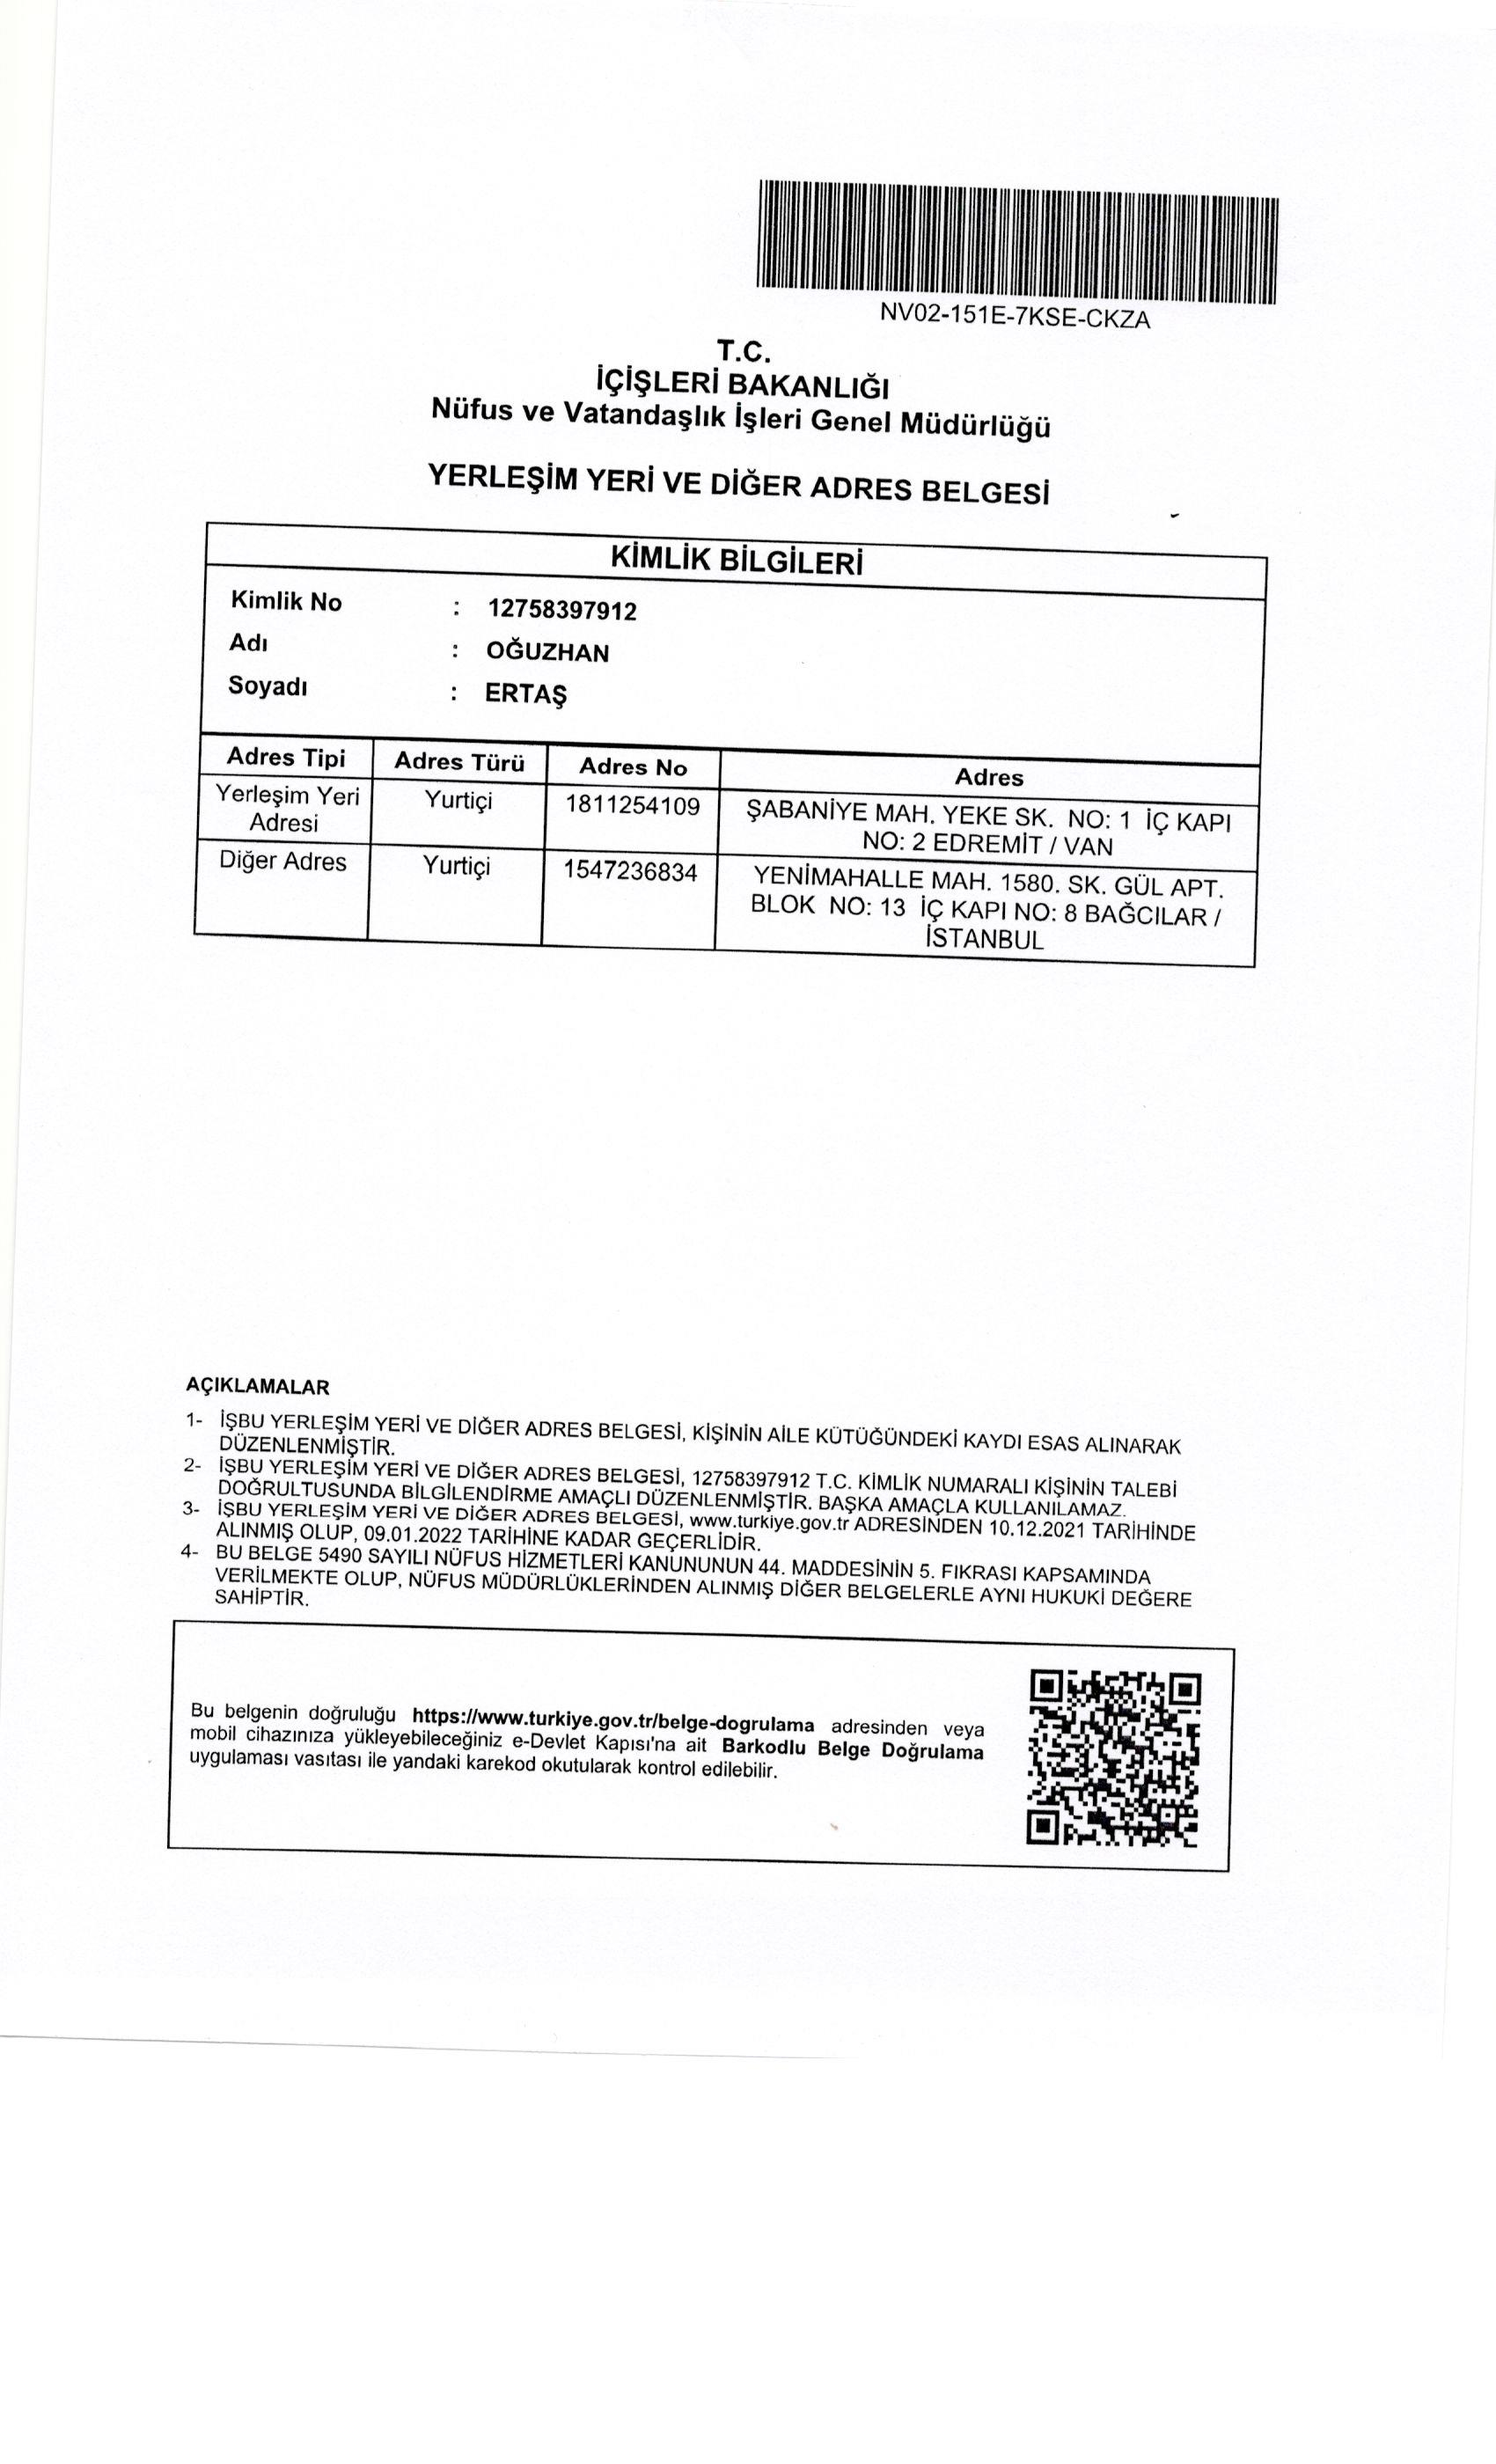 NV02-151E-7KSE-CKZA
T.C.
İÇİŞLERİ BAKANLIĞI
Nüfus ve Vatandaşlık İşleri Genel Müdürlüğü
YERLEŞİM YERİ VE DİĞER ADRES BELGESİ
KİMLİK BİLGİLERİ
Kimlik No : 12758397912
Adı : OĞUZHAN
Soyadı : ERTAŞ
Adres Tipi Adres Türü Adres No Adres
Yerleşim Yeri Adresi Yurtiçi 1811254109 ŞABANİYE MAH. YEKE SK. NO: 1 İÇ KAPI
NO: 2 EDREMİT / VAN
Diğer Adres Yurtiçi 1547236834 YENİMAHALLE MAH. 1580. SK. GÜL APT.
BLOK NO: 13 İÇ KAPI NO: 8 BAĞCILAR /
İSTANBUL
AÇIKLAMALAR
1- İŞBU YERLEŞİM YERİ VE DİĞER ADRES BELGESİ, KİŞİNİN AİLE KÜTÜĞÜNDEKİ KAYDI ESAS ALINARAK
DÜZENLENMİŞTİR.
2- İŞBU YERLEŞİM YERİ VE DİĞER ADRES BELGESİ, 12758397912 T.C. KİMLİK NUMARALI KİŞİNİN TALEBİ
DOĞRULTUSUNDA BİLGİLENDİRME AMAÇLI DÜZENLENMİŞTİR. BAŞKA AMAÇLA KULLANILAMAZ.
3- İŞBU YERLEŞİM YERİ VE DİĞER ADRES BELGESİ, www.turkiye.gov.tr ADRESİNDEN 10.12.2021 TARİHİNDE
ALINMIŞ OLUP, 09.01.2022 TARİHİNE KADAR GEÇERLİDİR.
4- BU BELGE 5490 SAYILI NÜFUS HİZMETLERİ KANUNUNUN 44. MADDESİNİN 5. FIKRASI KAPSAMINDA
VERİLMEKTE OLUP, NÜFUS MÜDÜRLÜKLERİNDEN ALINMIŞ DİĞER BELGELERLE AYNI HUKUKİ DEĞERE
SAHİPTİR.
Bu belgenin doğruluğu https://www.turkiye.gov.tr/belge-dogrulama adresinden veya
mobil cihazınıza yükleyebileceğiniz e-Devlet Kapısı'na ait Barkodlu Belge Doğrulama
uygulaması vasıtası ile yandaki karekod okutularak kontrol edilebilir.